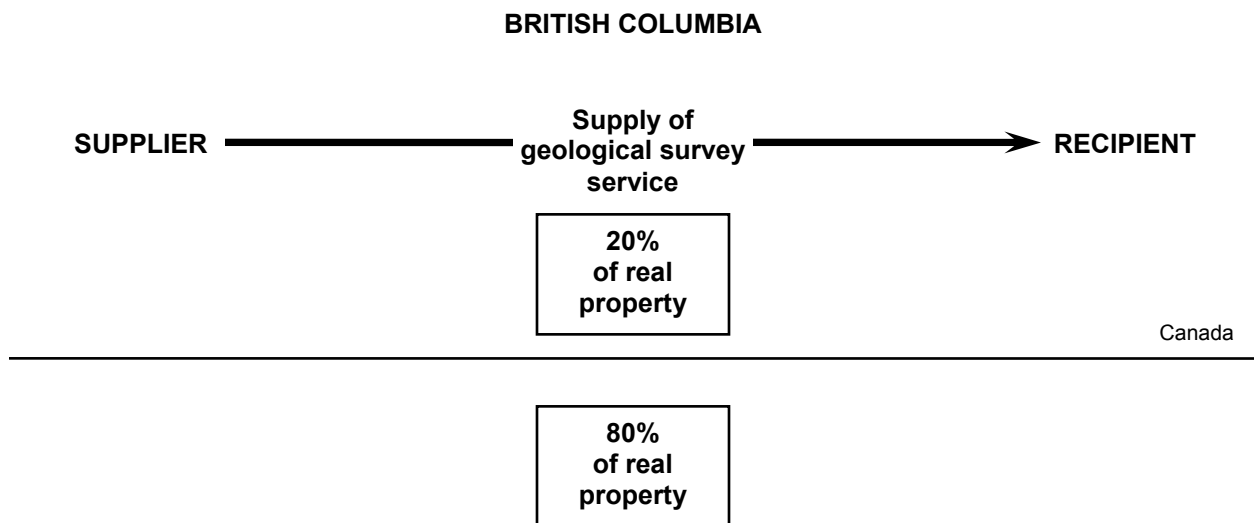 BRITISH COLUMBIA
SUPPLIER
Supply of
geological survey
service
RECIPIENT
20%
of real
property
Canada
80%
of real
property